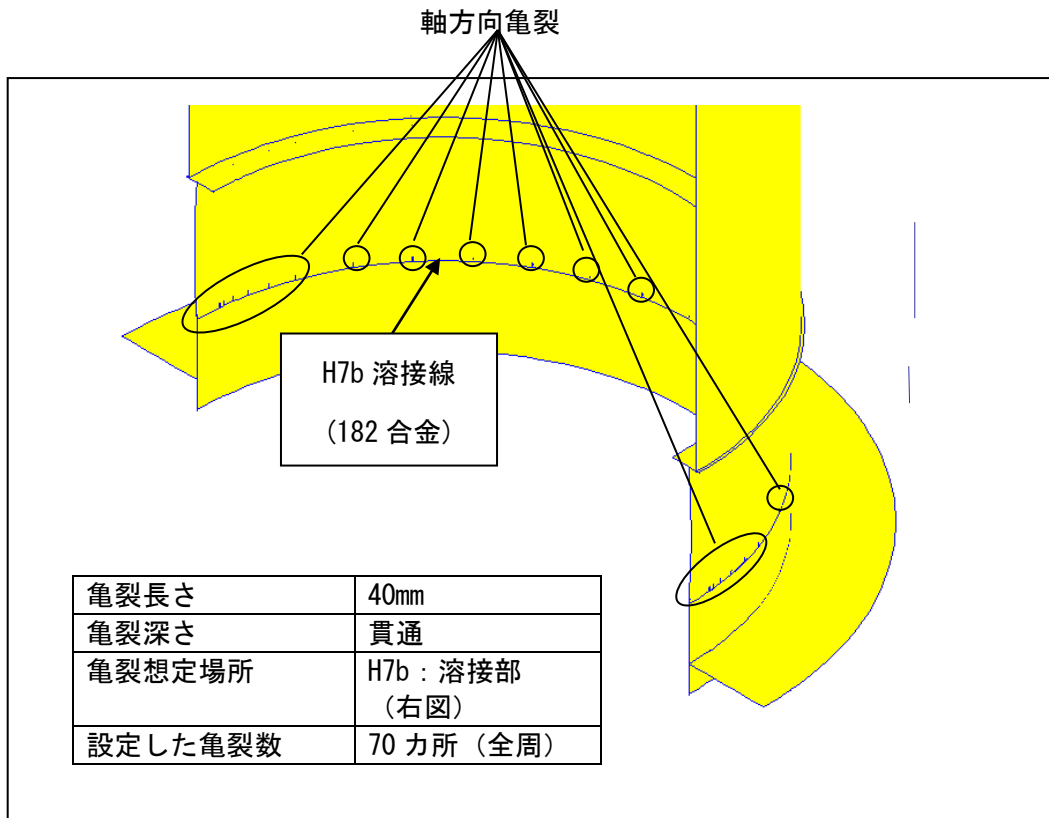 軸方向亀裂
H7b 溶接線
(182 合金)
亀裂長さ 40mm
亀裂深さ 貫通
亀裂想定場所 H7b：溶接部
（右図）
設定した亀裂数 70 カ所（全周）